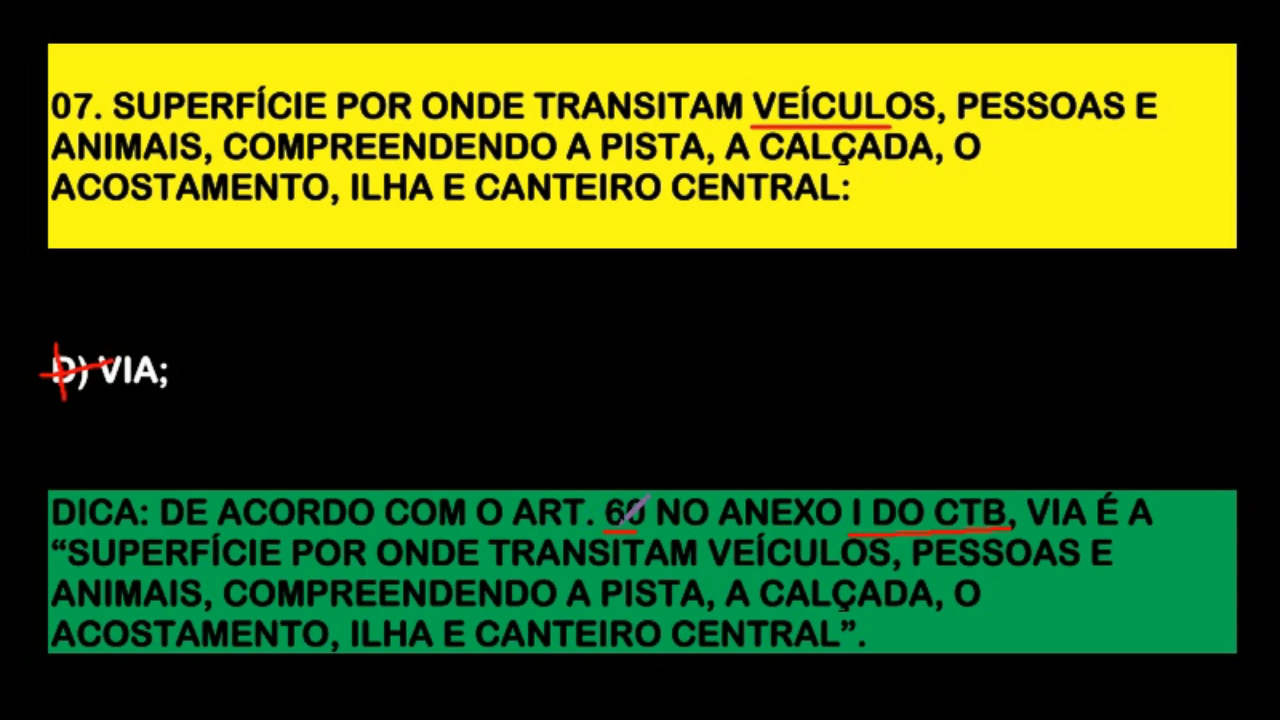 07. SUPERFÍCIE POR ONDE TRANSITAM VEÍCULOS, PESSOAS E
ANIMAIS, COMPREENDENDO A PISTA, A CALÇADA, O
ACOSTAMENTO, ILHA E CANTEIRO CENTRAL:
D) VIA;
DICA: DE ACORDO COM O ART. 60 NO ANEXO I DO CTB, VIA É A
“SUPERFÍCIE POR ONDE TRANSITAM VEÍCULOS, PESSOAS E
ANIMAIS, COMPREENDENDO A PISTA, A CALÇADA, O
ACOSTAMENTO, ILHA E CANTEIRO CENTRAL”.